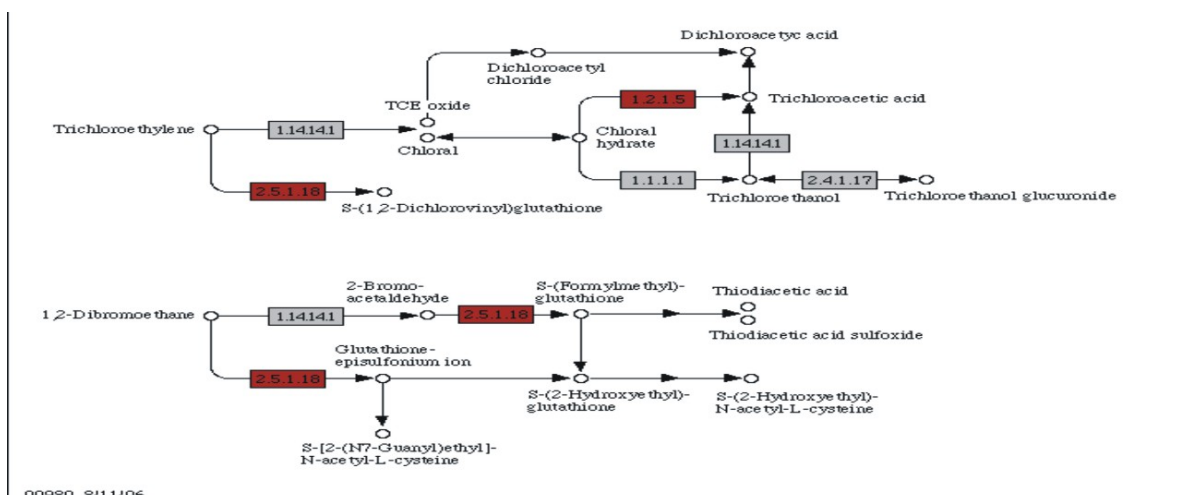 Dichloroacetyc acid
Dichloroacetyl
chloride
TCE oxide
1.2.1.5
Trichloroacetic acid
Trichloroethylene
1.14.14.1
Chloral
Chloral
hydrate
1.14.14.1
2.5.1.18
1.1.1.1
2.4.1.17
S-(1,2-Dichlorovinyl)glutathione
Trichloroethanol
Trichloroethanol glucuronide
2-Bromo-
acetaldehyde
S-(Formylmethyl)-
glutathione
Thiodiacetic acid
1,2-Dibromoethane
1.14.14.1
2.5.1.18
Thiodiacetic acid sulfoxide
Glutathione-
episulfonium ion
2.5.1.18
S-(2-Hydroxyethyl)-
glutathione
S-(2-Hydroxyethyl)-
N-acetyl-L-cysteine
S-[2-(N7-Guanyl)ethyl]-
N-acetyl-L-cysteine